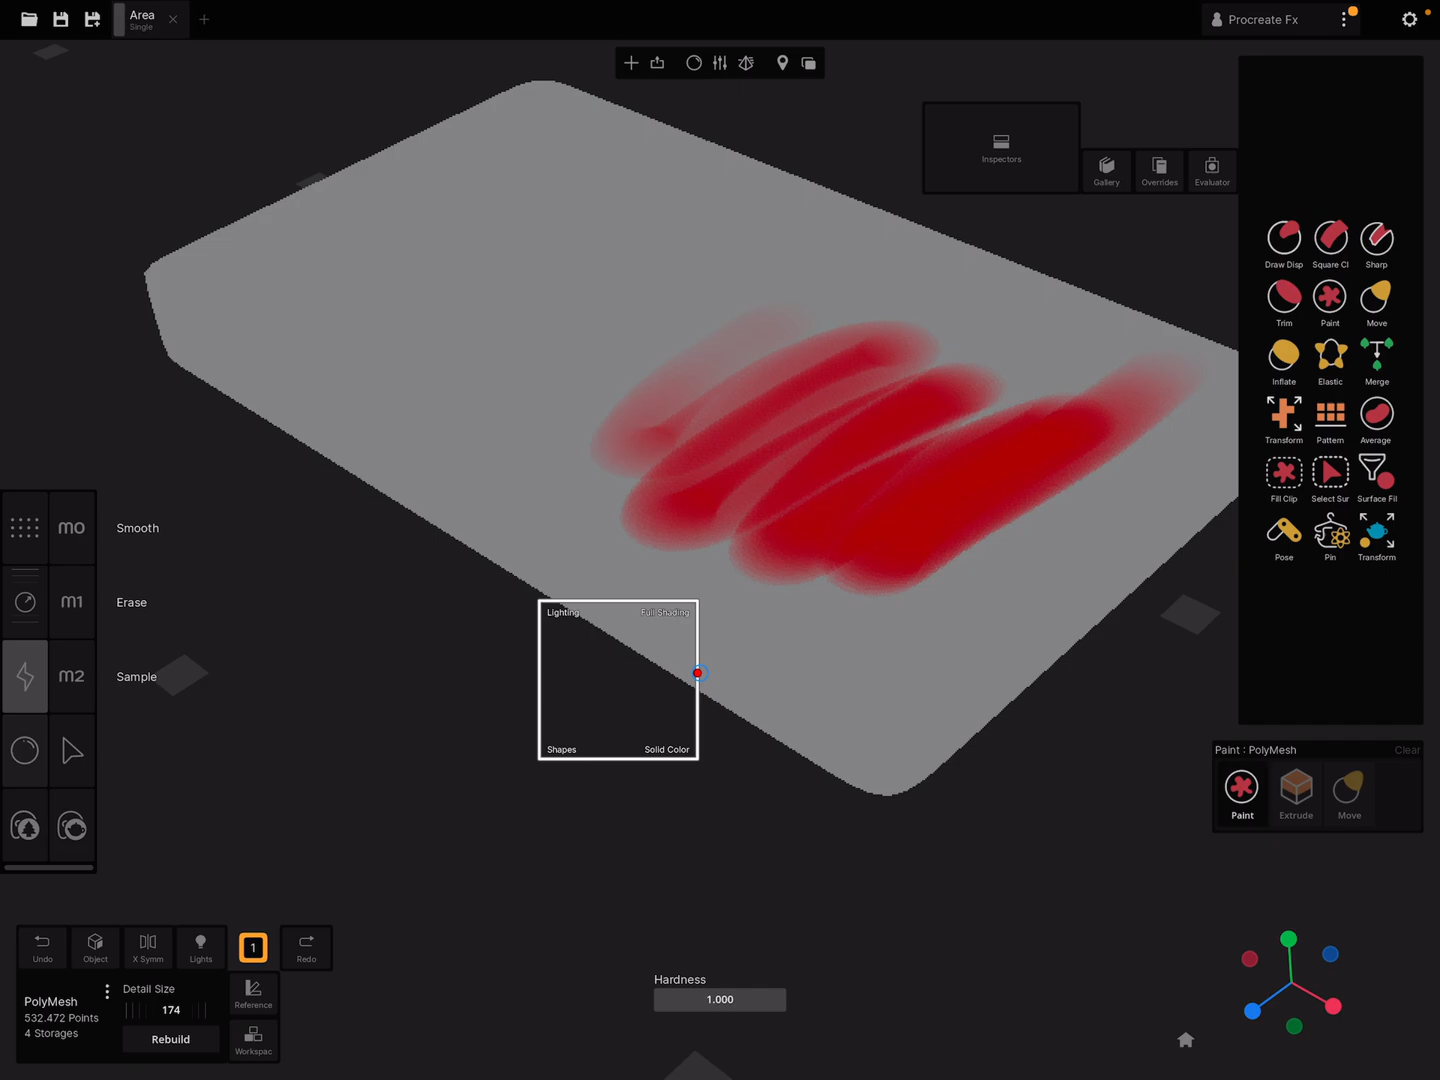 Area
Single
Procreate Fx
Inspectors
Gallery
Overrides
Evaluator
Draw Disp
Square Cl
Sharp
Trim
Paint
Move
Inflate
Elastic
Merge
Transform
Pattern
Average
Fill Clip
Select Sur
Surface Fil
Pose
Pin
Transform
m0
Smooth
m1
Erase
m2
Sample
Lighting
Full Shading
Shapes
Solid Color
Paint : PolyMesh
Clear
Paint
Extrude
Move
Undo
Object
X Symm
Lights
1
Redo
PolyMesh
532.472 Points
4 Storages
Detail Size
174
Rebuild
Reference
Workspac
Hardness
1.000